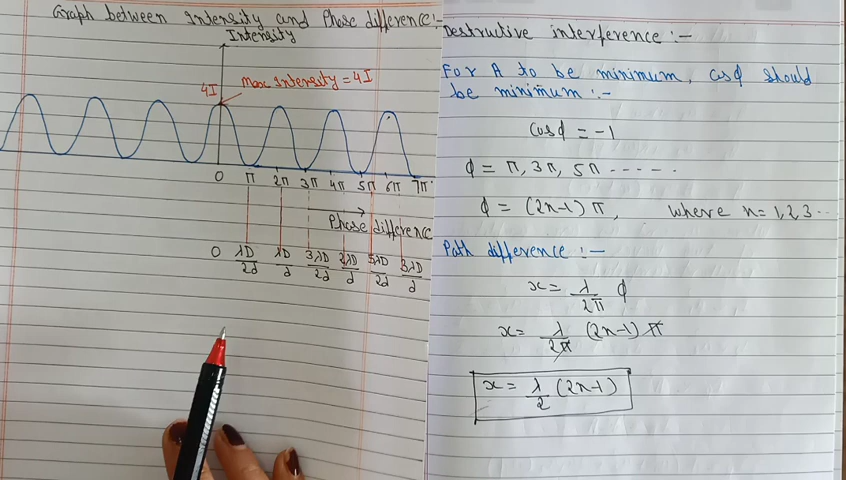 Graph between Intensity and Phase difference:-
Intensity
4I
Max Intensity = 4I
0 π 2π 3π 4π 5π 6π 7π
Phase difference
0 λD/2d λD/d 3λD/2d 2λD/d 5λD/2d 3λD/d
Destructive interference :-
For A to be minimum, cosϕ should
be minimum :-
cosϕ = -1
ϕ = π, 3π, 5π ------
ϕ = (2n-1) π, where n = 1, 2, 3 --
Path difference :-
x = λ/2π ϕ
x = λ/2π (2n-1) π
x = λ/2 (2n-1)